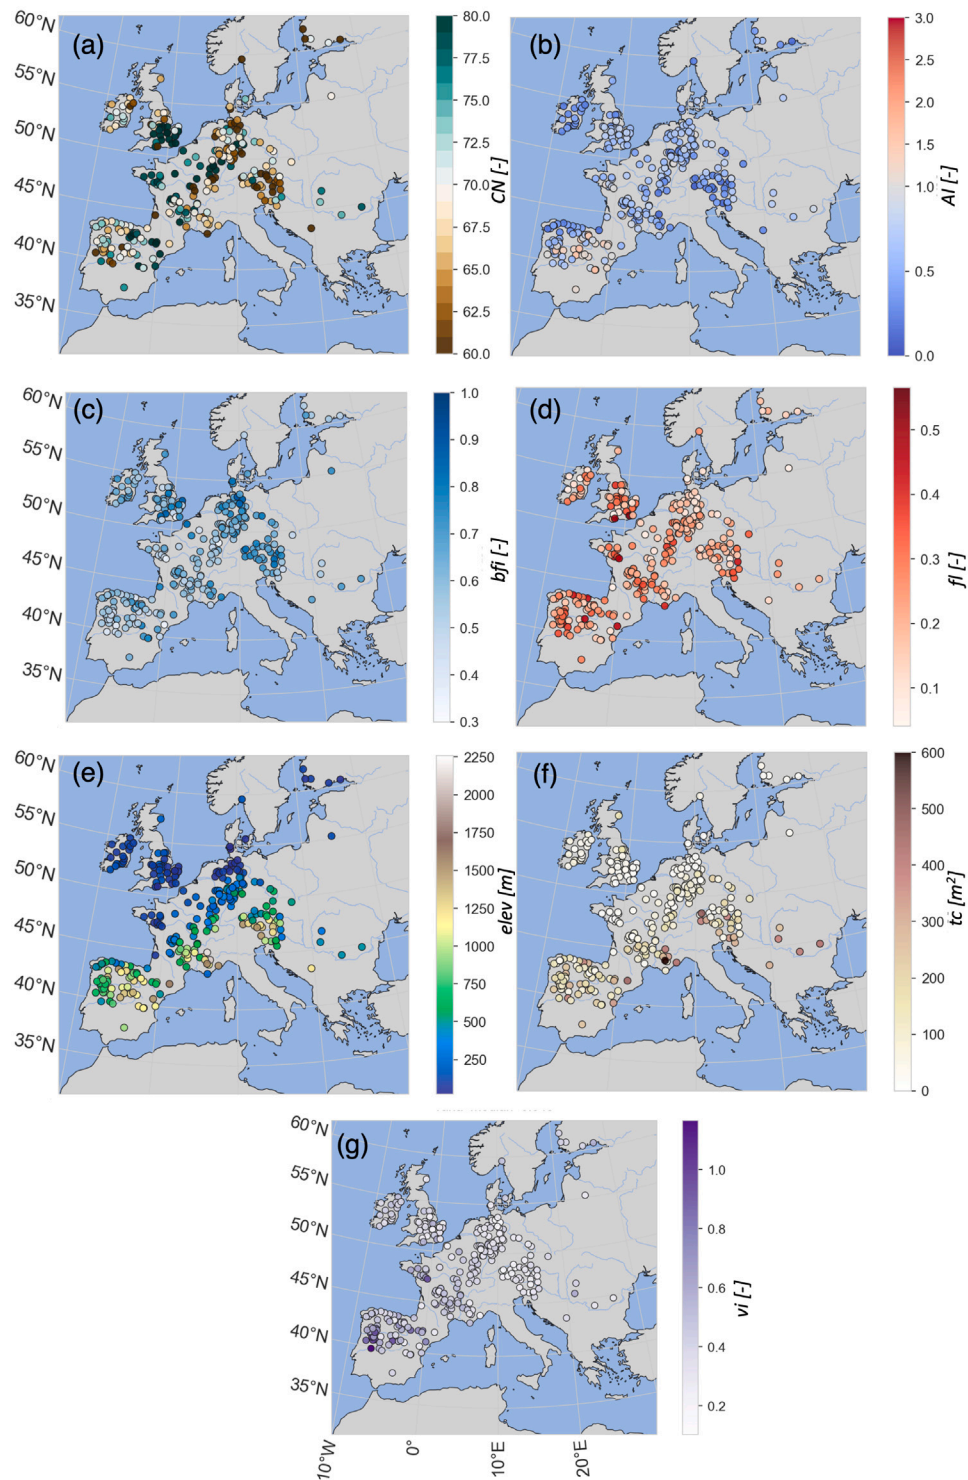 (a)
60°N
55°N
50°N
45°N
40°N
35°N
80.0
77.5
75.0
72.5
70.0
67.5
65.0
62.5
60.0
CN [-]
(b)
3.0
2.5
2.0
1.5
1.0
0.5
0.0
AI [-]
(c)
60°N
55°N
50°N
45°N
40°N
35°N
1.0
0.9
0.8
0.7
0.6
0.5
0.4
0.3
bfi [-]
(d)
0.5
0.4
0.3
0.2
0.1
fl [-]
(e)
60°N
55°N
50°N
45°N
40°N
35°N
2250
2000
1750
1500
1250
1000
750
500
250
elev [m]
(f)
600
500
400
300
200
100
0
tc [m²]
(g)
60°N
55°N
50°N
45°N
40°N
35°N
10°W
0°
10°E
20°E
1.0
0.8
0.6
0.4
0.2
vi [-]